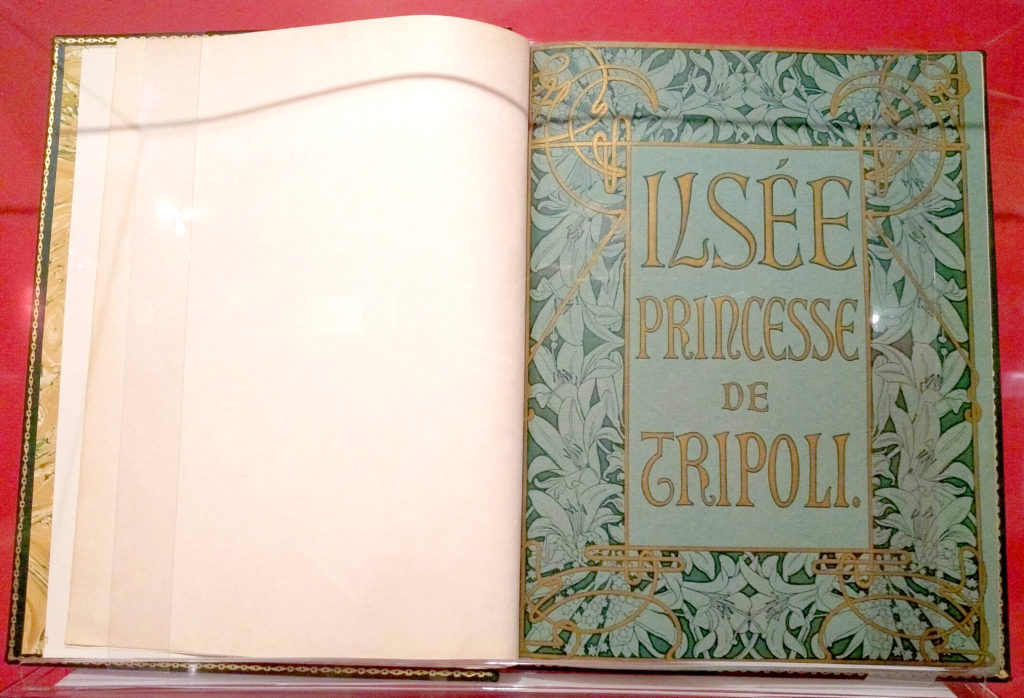 ILSÉE
PRINCESSE
DE
TRIPOLI.